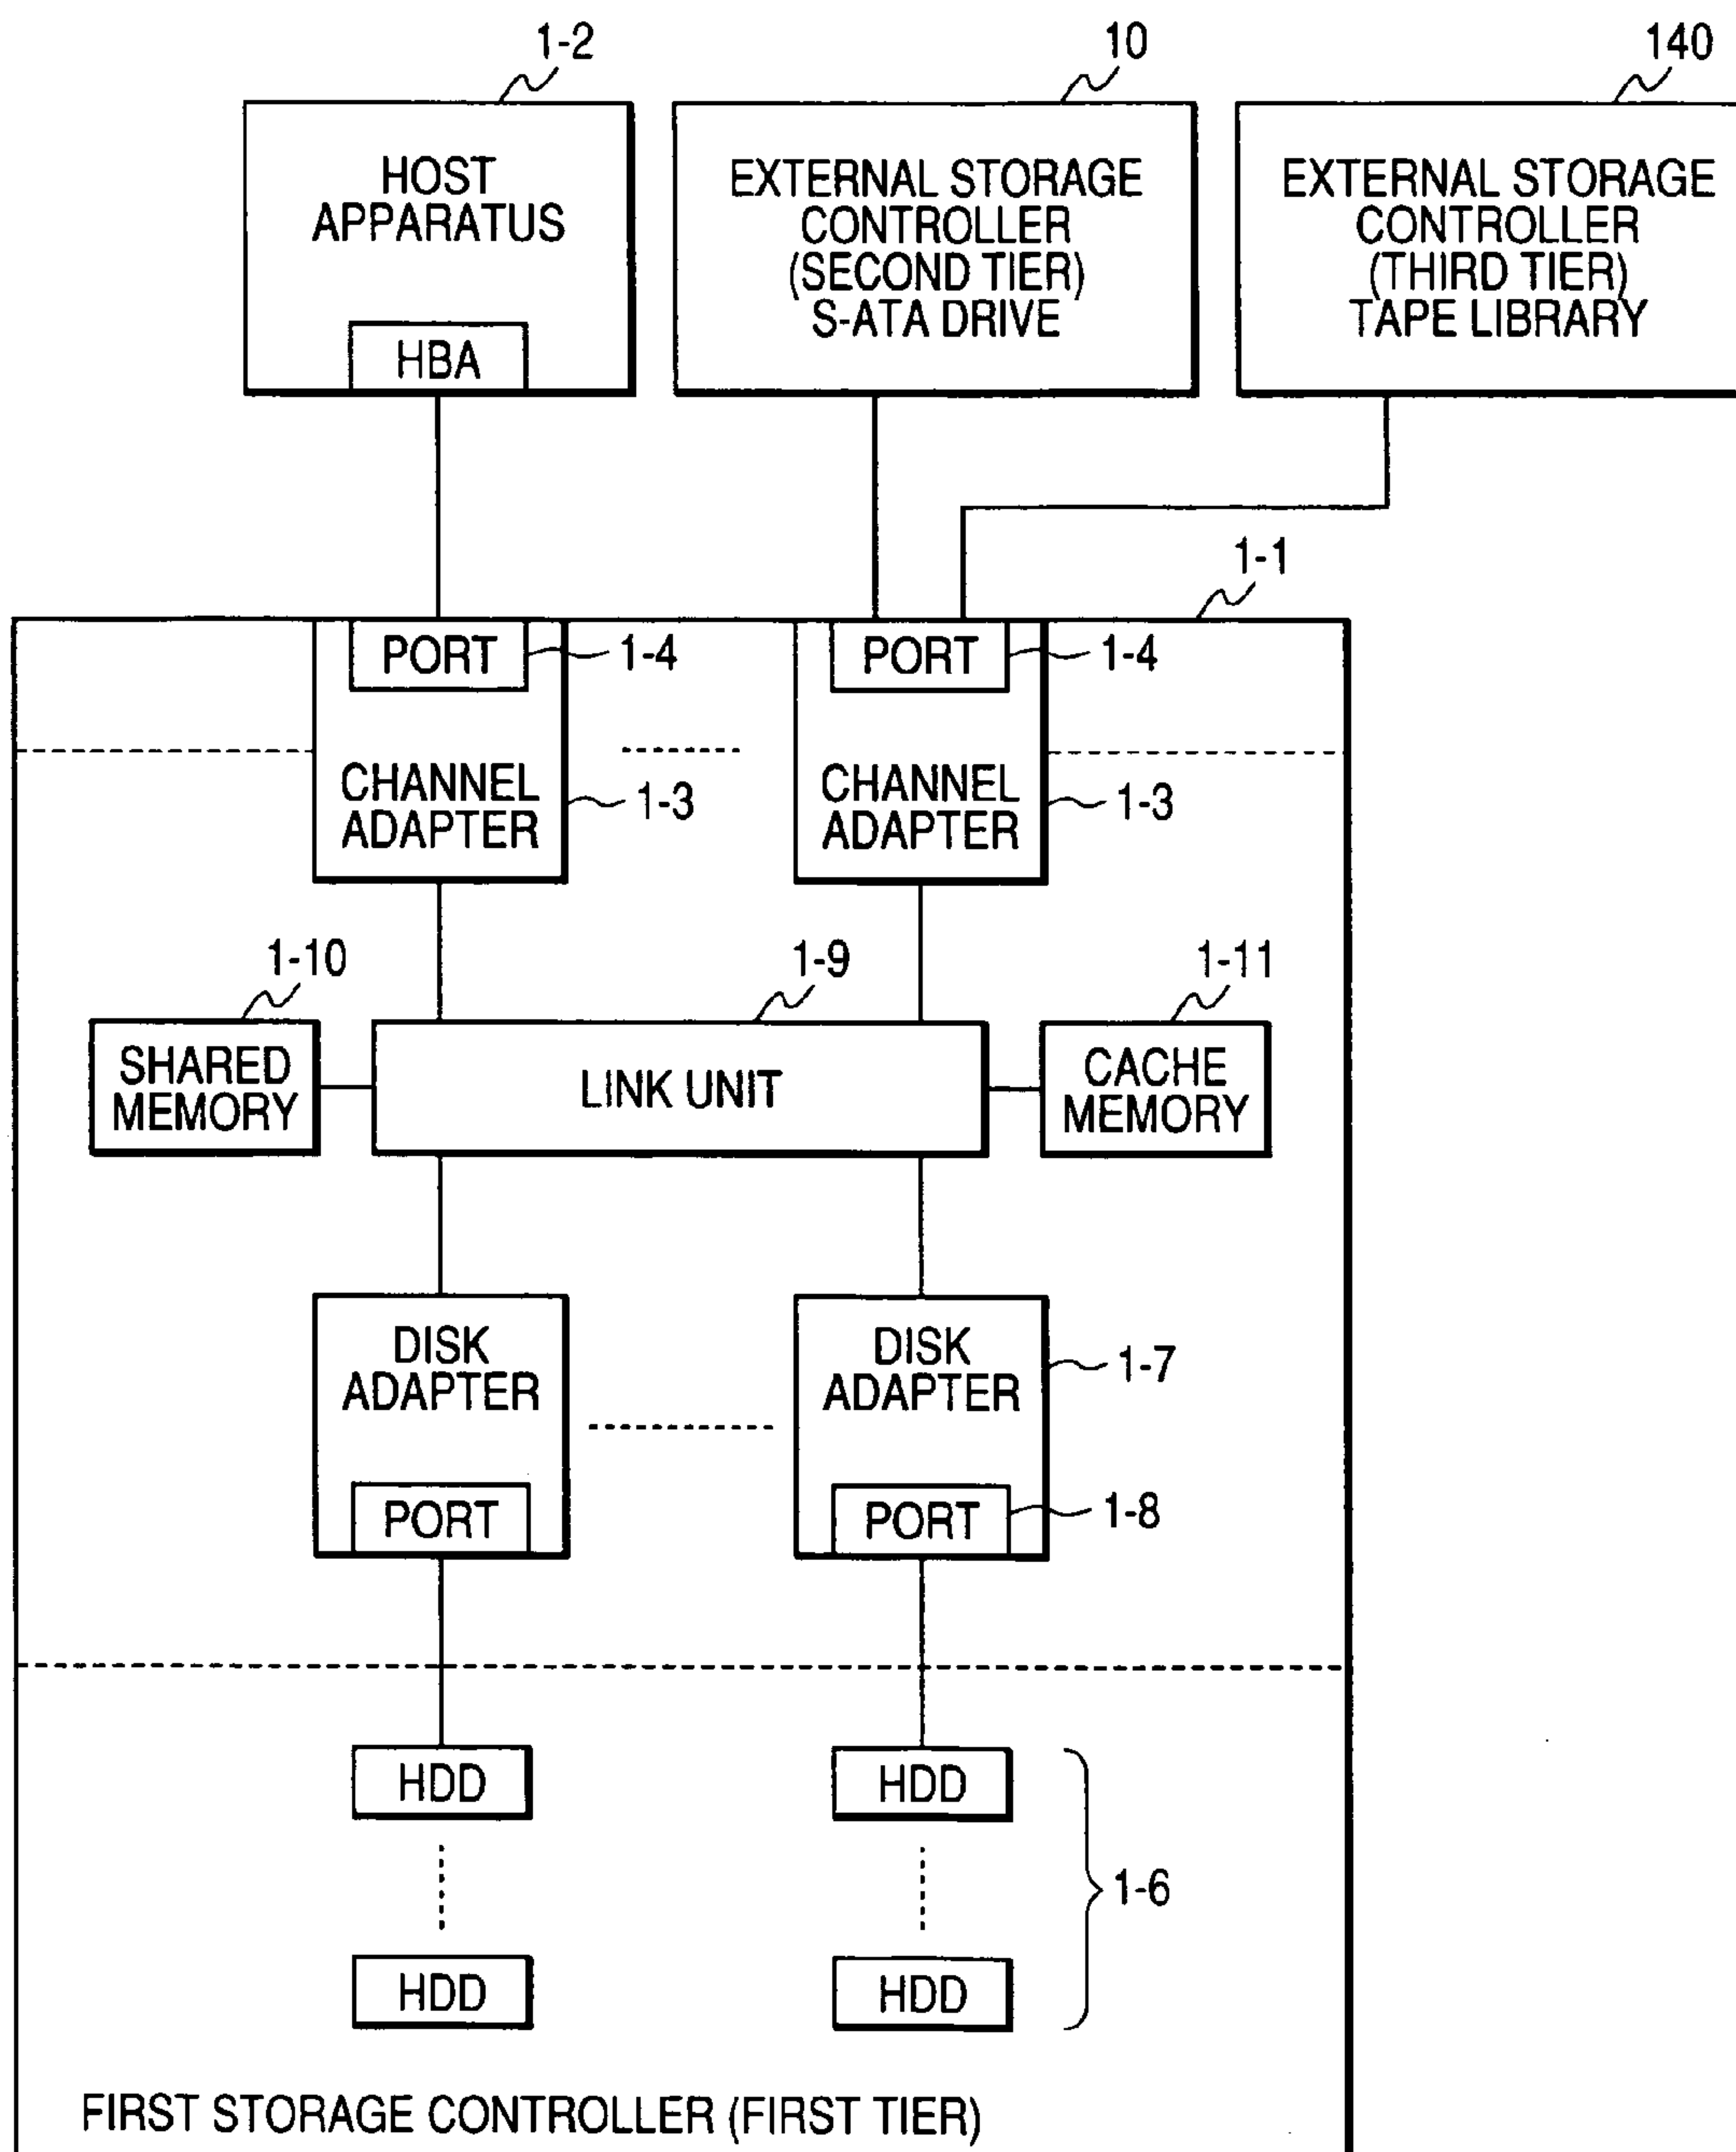 1-2
10
140
HOST
APPARATUS
HBA
EXTERNAL STORAGE
CONTROLLER
(SECOND TIER)
S-ATA DRIVE
EXTERNAL STORAGE
CONTROLLER
(THIRD TIER)
TAPE LIBRARY
1-1
PORT
1-4
PORT
1-4
CHANNEL
ADAPTER
1-3
CHANNEL
ADAPTER
1-3
1-10
1-9
1-11
SHARED
MEMORY
LINK UNIT
CACHE
MEMORY
DISK
ADAPTER
DISK
ADAPTER
1-7
PORT
PORT
1-8
HDD
HDD
1-6
HDD
HDD
FIRST STORAGE CONTROLLER (FIRST TIER)